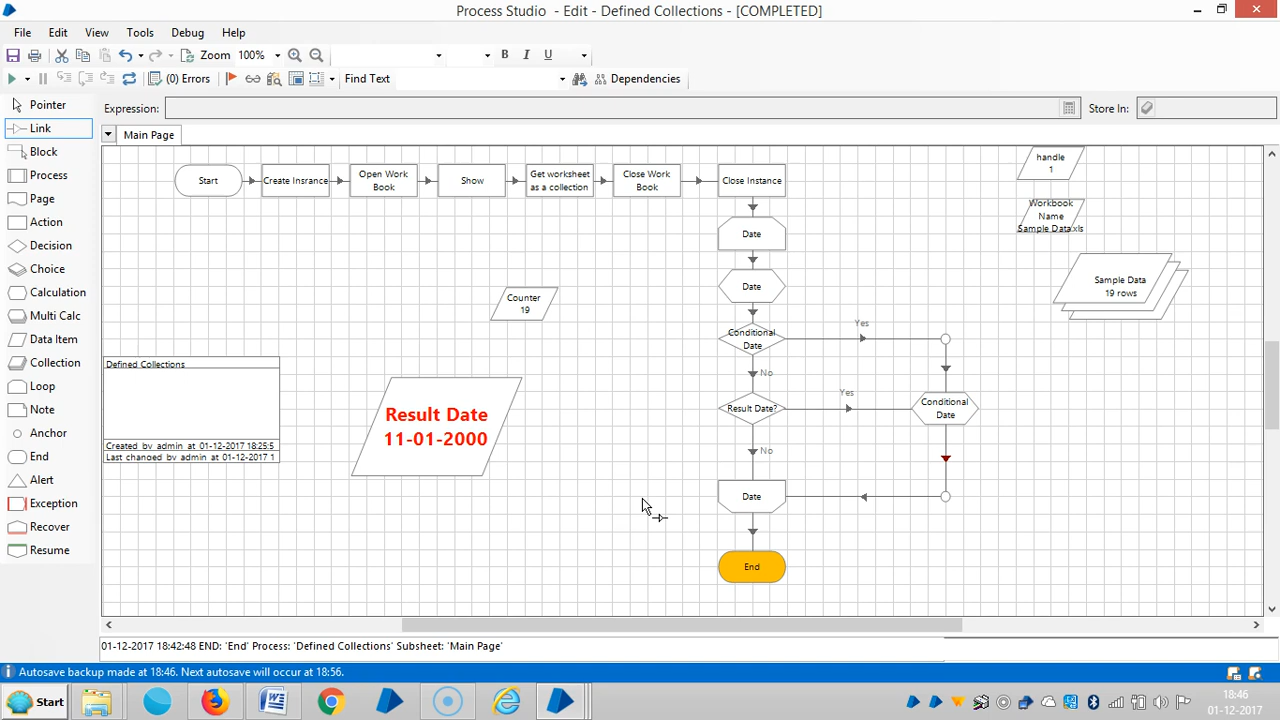 Process Studio - Edit - Defined Collections - [COMPLETED]
File Edit View Tools Debug Help
Zoom 100% B I U
(0) Errors Find Text Dependencies
Expression: Store In:
Pointer
Link
Block
Process
Page
Action
Decision
Choice
Calculation
Multi Calc
Data Item
Collection
Loop
Note
Anchor
End
Alert
Exception
Recover
Resume
Main Page
Start
Create Insrance
Open Work
Book
Show
Get worksheet
as a collection
Close Work
Book
Close Instance
Date
Date
Conditional
Date
Yes
No
Result Date?
Yes
Conditional
Date
No
Date
End
handle
1
Workbook
Name
Sample Data.xls
Sample Data
19 rows
Counter
19
Result Date
11-01-2000
Defined Collections
Created by admin at 01-12-2017 18:25:5
Last changed by admin at 01-12-2017 1
01-12-2017 18:42:48 END: 'End' Process: 'Defined Collections' Subsheet: 'Main Page'
Autosave backup made at 18:46. Next autosave will occur at 18:56.
Start
18:46
01-12-2017